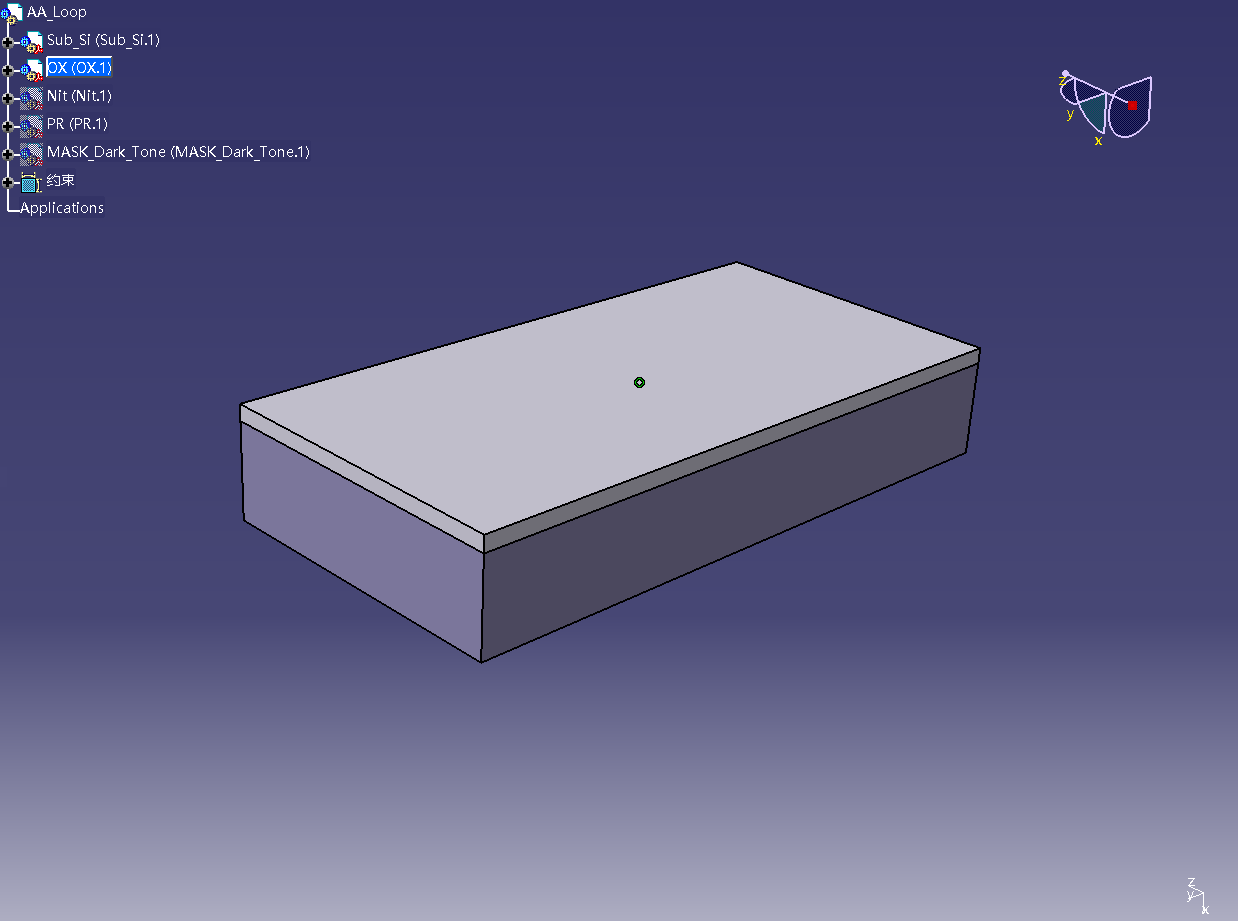 AA_Loop
Sub_Si (Sub_Si.1)
OX (OX.1)
Nit (Nit.1)
PR (PR.1)
MASK_Dark_Tone (MASK_Dark_Tone.1)
约束
Applications
z
y
x
z
y
x